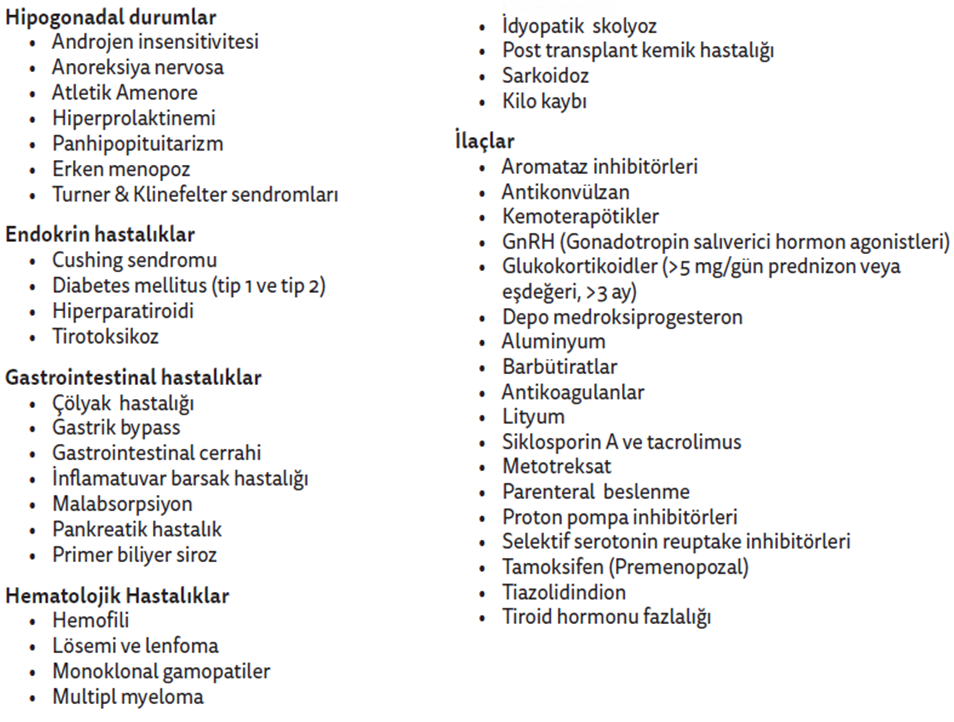 Hipogonadal durumlar
• Androjen insensitivitesi
• Anoreksiya nervosa
• Atletik Amenore
• Hiperprolaktinemi
• Panhipopituitarizm
• Erken menopoz
• Turner & Klinefelter sendromları
Endokrin hastalıklar
• Cushing sendromu
• Diabetes mellitus (tip 1 ve tip 2)
• Hiperparatiroidi
• Tirotoksikoz
Gastrointestinal hastalıklar
• Çölyak hastalığı
• Gastrik bypass
• Gastrointestinal cerrahi
• İnflamatuvar barsak hastalığı
• Malabsorpsiyon
• Pankreatik hastalık
• Primer biliyer siroz
Hematolojik Hastalıklar
• Hemofili
• Lösemi ve lenfoma
• Monoklonal gamopatiler
• Multipl myeloma
• İdyopatik skolyoz
• Post transplant kemik hastalığı
• Sarkoidoz
• Kilo kaybı
İlaçlar
• Aromataz inhibitörleri
• Antikonvülzan
• Kemoterapötikler
• GnRH (Gonadotropin salıverici hormon agonistleri)
• Glukokortikoidler (>5 mg/gün prednizon veya
eşdeğeri, >3 ay)
• Depo medroksiprogesteron
• Aluminyum
• Barbütiratlar
• Antikoagulanlar
• Lityum
• Siklosporin A ve tacrolimus
• Metotreksat
• Parenteral beslenme
• Proton pompa inhibitörleri
• Selektif serotonin reuptake inhibitörleri
• Tamoksifen (Premenopozal)
• Tiazolidindion
• Tiroid hormonu fazlalığı